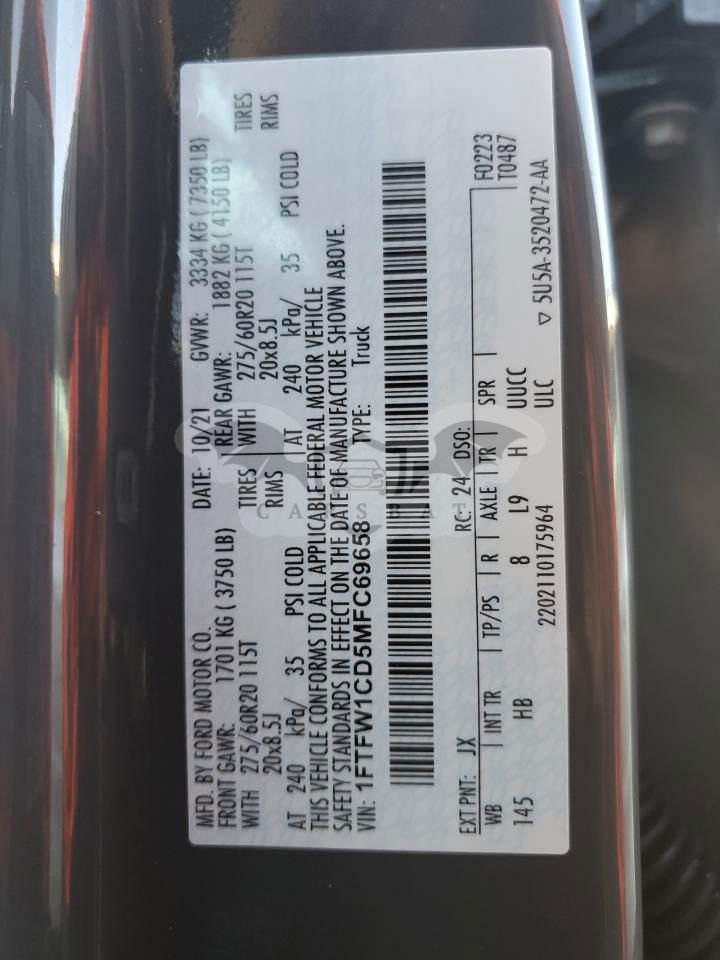 MFD. BY FORD MOTOR CO. DATE: 10/21 GVWR: 3334 KG ( 7350 LB)
FRONT GAWR: 1701 KG ( 3750 LB) REAR GAWR: 1882 KG ( 4150 LB)
WITH 275/60R20 115T TIRES WITH 275/60R20 115T TIRES
20x8.5J RIMS 20x8.5J RIMS
AT 240 kPa/ 35 PSI COLD AT 240 kPa/ 35 PSI COLD
THIS VEHICLE CONFORMS TO ALL APPLICABLE FEDERAL MOTOR VEHICLE
SAFETY STANDARDS IN EFFECT ON THE DATE OF MANUFACTURE SHOWN ABOVE.
VIN: 1FTFW1CD5MFC69658 TYPE: Truck
EXT PNT: JX RC: 24 DSO: F0223
T0487
WB INT TR TP/PS R AXLE TR SPR
145 HB 8 L9 H UUCC
2202110175964 ULC ▽ 5U5A-3520472-AA